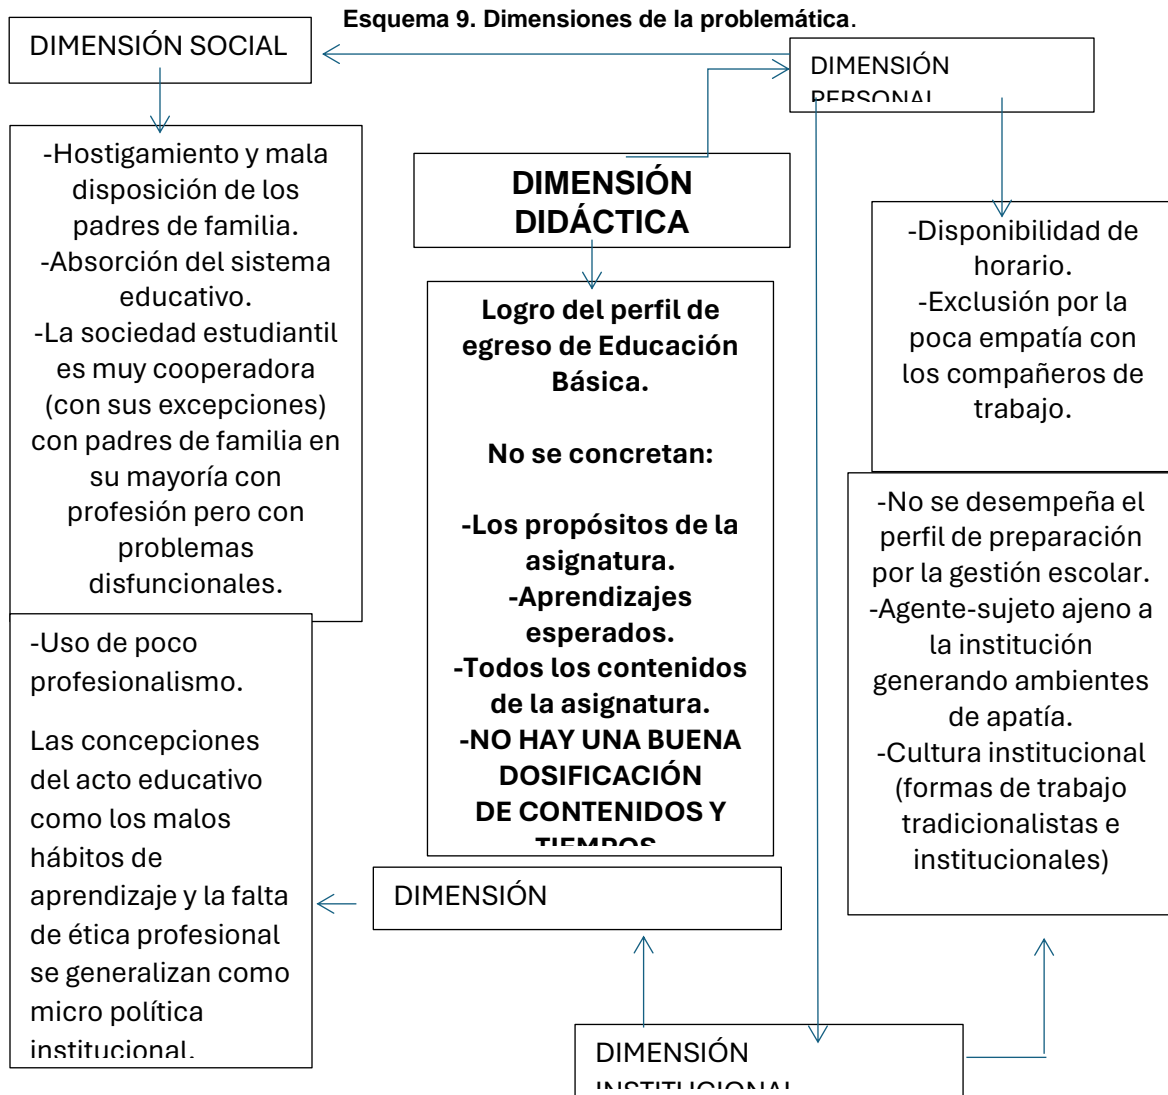 Esquema 9. Dimensiones de la problemática.
DIMENSIÓN SOCIAL
DIMENSIÓN
PERSONAL
-Hostigamiento y mala
disposición de los
padres de familia.
-Absorción del sistema
educativo.
-La sociedad estudiantil
es muy cooperadora
(con sus excepciones)
con padres de familia en
su mayoría con
profesión pero con
problemas
disfuncionales.
DIMENSIÓN
DIDÁCTICA
-Disponibilidad de
horario.
-Exclusión por la
poca empatía con
los compañeros de
trabajo.
Logro del perfil de
egreso de Educación
Básica.
No se concretan:
-Los propósitos de la
asignatura.
-Aprendizajes
esperados.
-Todos los contenidos
de la asignatura.
-NO HAY UNA BUENA
DOSIFICACIÓN
DE CONTENIDOS Y
TIEMPOS.
-No se desempeña el
perfil de preparación
por la gestión escolar.
-Agente-sujeto ajeno a
la institución
generando ambientes
de apatía.
-Cultura institucional
(formas de trabajo
tradicionalistas e
institucionales)
-Uso de poco
profesionalismo.
Las concepciones
del acto educativo
como los malos
hábitos de
aprendizaje y la falta
de ética profesional
se generalizan como
micro política
institucional.
DIMENSIÓN
DIMENSIÓN
INSTITUCIONAL